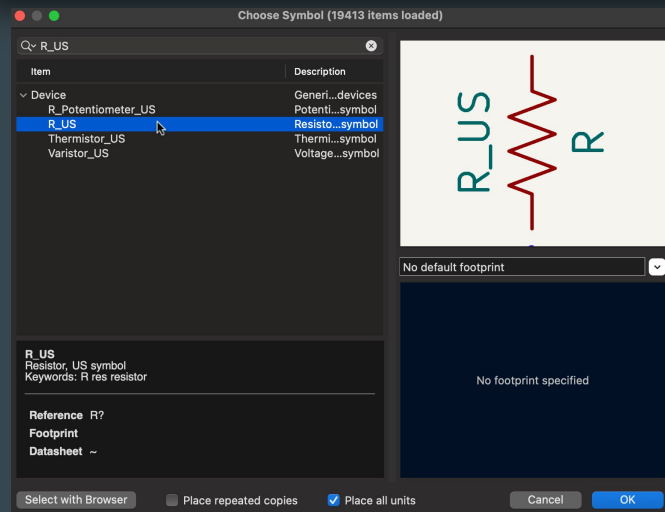 Choose Symbol (19413 items loaded)
R_US
Item Description
Device Generi...devices
R_Potentiometer_US Potenti...symbol
R_US Resisto...symbol
Thermistor_US Thermi...symbol
Varistor_US Voltage...symbol
R_US
R
No default footprint
No footprint specified
R_US
Resistor, US symbol
Keywords: R res resistor
Reference R?
Footprint
Datasheet ~
Select with Browser Place repeated copies Place all units Cancel OK